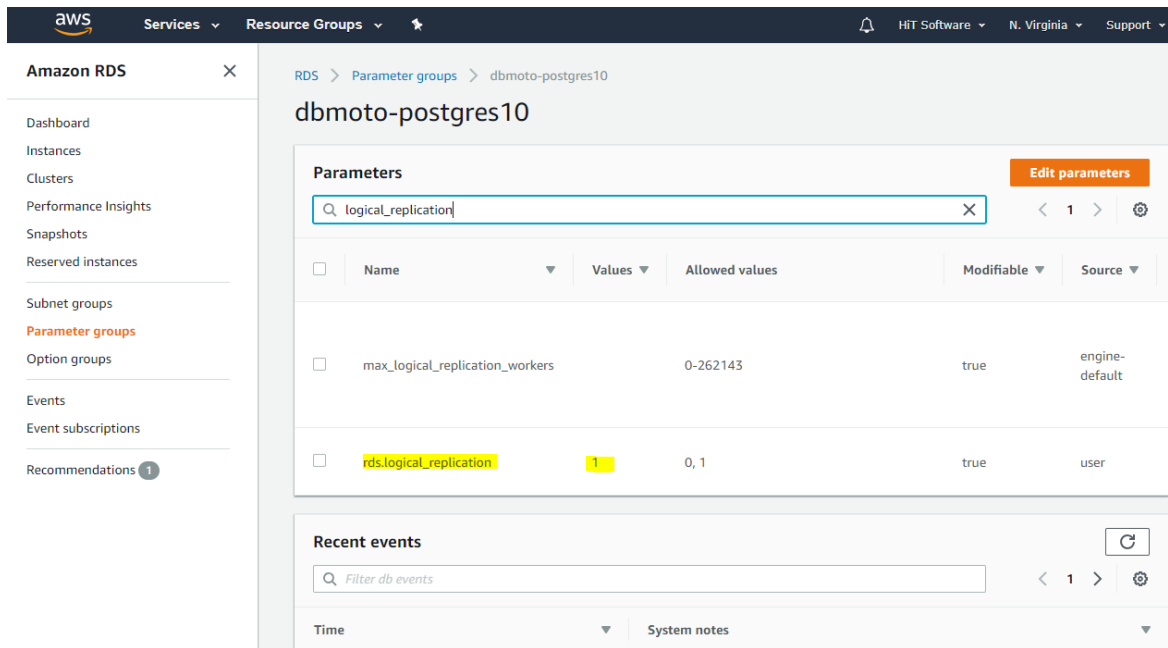 aws Services Resource Groups HiT Software N. Virginia Support
Amazon RDS
Dashboard
Instances
Clusters
Performance Insights
Snapshots
Reserved instances
Subnet groups
Parameter groups
Option groups
Events
Event subscriptions
Recommendations 1
RDS > Parameter groups > dbmoto-postgres10
dbmoto-postgres10
Parameters Edit parameters
logical_replication 1
Name Values Allowed values Modifiable Source
max_logical_replication_workers 0-262143 true engine-
default
rds.logical_replication 1 0, 1 true user
Recent events
Filter db events 1
Time System notes